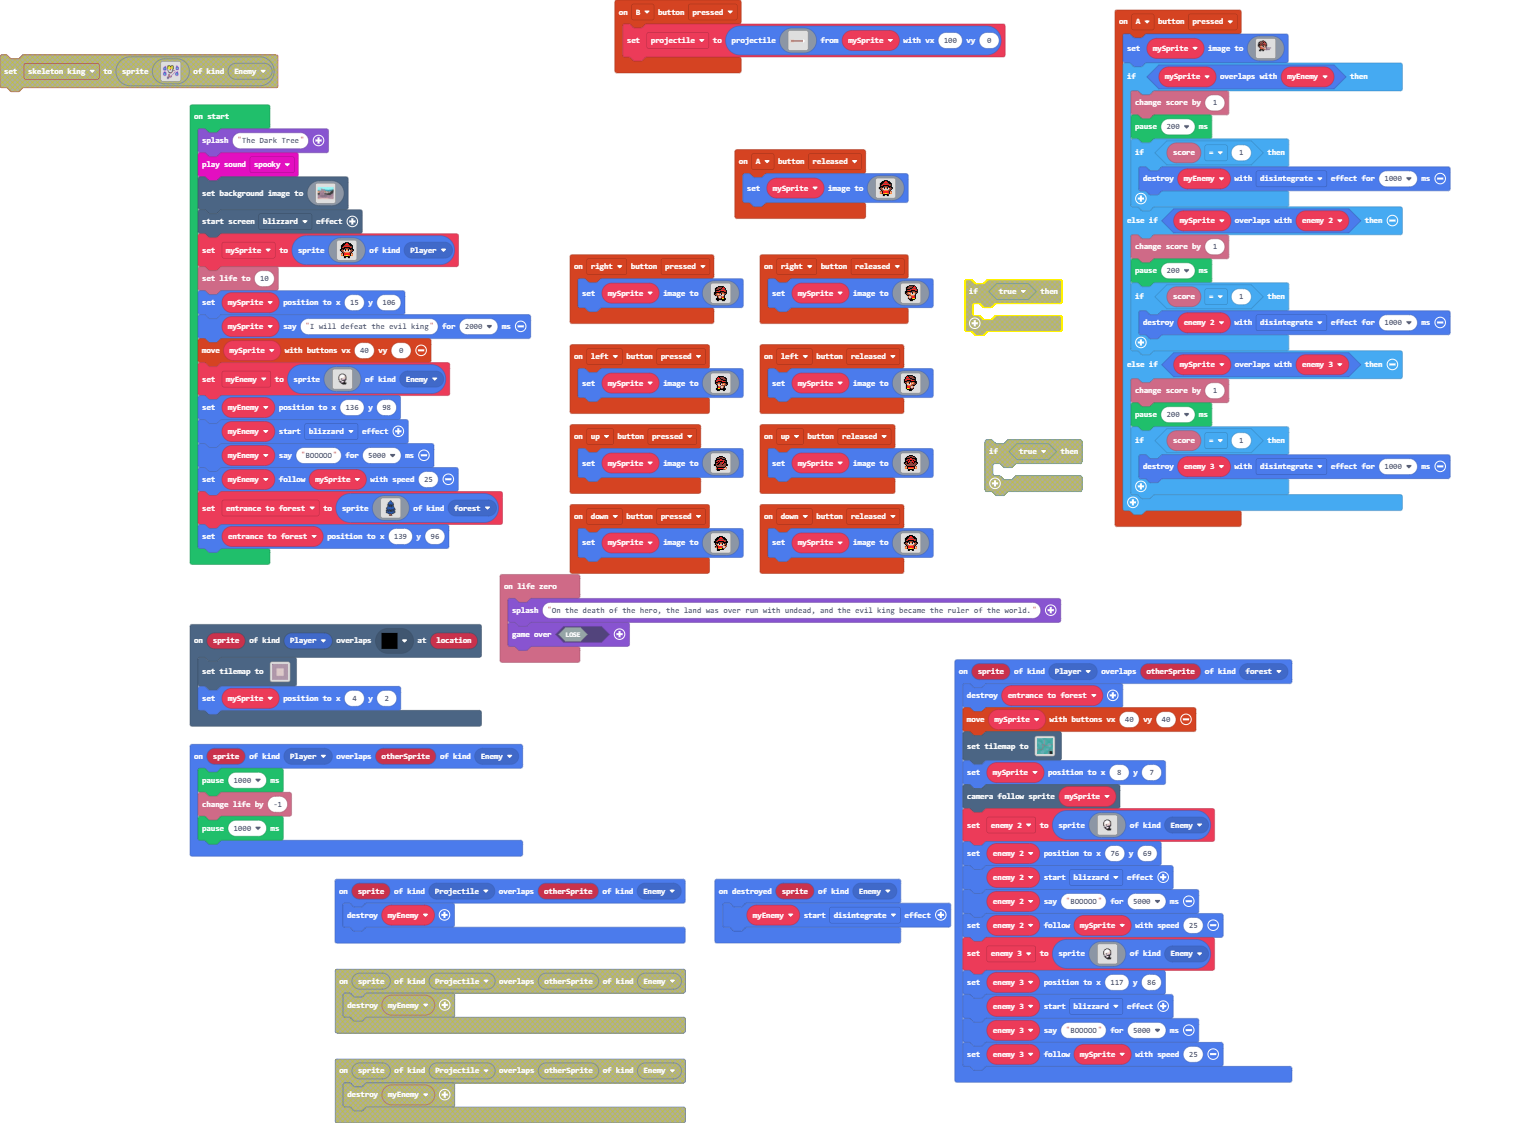 set skeleton king to sprite of kind Enemy
on start
splash "The Dark Tree"
play sound spooky
set background image to
start screen blizzard effect
set mySprite to sprite of kind Player
set life to 10
set mySprite position to x 15 y 106
mySprite say "I will defeat the evil king" for 2000 ms
move mySprite with buttons vx 40 vy 0
set myEnemy to sprite of kind Enemy
set myEnemy position to x 136 y 98
myEnemy start blizzard effect
myEnemy say "BOOOOO" for 5000 ms
set myEnemy follow mySprite with speed 25
set entrance to forest to sprite of kind forest
set entrance to forest position to x 139 y 96
on sprite of kind Player overlaps at location
set tilemap to
set mySprite position to x 4 y 2
on sprite of kind Player overlaps otherSprite of kind Enemy
pause 1000 ms
change life by -1
pause 1000 ms
on B button pressed
set projectile to projectile from mySprite with vx 100 vy 0
on A button released
set mySprite image to
on right button pressed
set mySprite image to
on right button released
set mySprite image to
on left button pressed
set mySprite image to
on left button released
set mySprite image to
on up button pressed
set mySprite image to
on up button released
set mySprite image to
on down button pressed
set mySprite image to
on down button released
set mySprite image to
on life zero
splash "On the death of the hero, the land was over run with undead, and the evil king became the ruler of the world."
game over LOSE
if true then
if true then
on A button pressed
set mySprite image to
if mySprite overlaps with myEnemy then
change score by 1
pause 200 ms
if score = 1 then
destroy myEnemy with disintegrate effect for 1000 ms
else if mySprite overlaps with enemy 2 then
change score by 1
pause 200 ms
if score = 1 then
destroy enemy 2 with disintegrate effect for 1000 ms
else if mySprite overlaps with enemy 3 then
change score by 1
pause 200 ms
if score = 1 then
destroy enemy 3 with disintegrate effect for 1000 ms
on sprite of kind Projectile overlaps otherSprite of kind Enemy
destroy myEnemy
on sprite of kind Projectile overlaps otherSprite of kind Enemy
destroy myEnemy
on sprite of kind Projectile overlaps otherSprite of kind Enemy
destroy myEnemy
on destroyed sprite of kind Enemy
myEnemy start disintegrate effect
on sprite of kind Player overlaps otherSprite of kind forest
destroy entrance to forest
move mySprite with buttons vx 40 vy 40
set tilemap to
set mySprite position to x 8 y 7
camera follow sprite mySprite
set enemy 2 to sprite of kind Enemy
set enemy 2 position to x 76 y 69
enemy 2 start blizzard effect
enemy 2 say "BOOOOO" for 5000 ms
set enemy 2 follow mySprite with speed 25
set enemy 3 to sprite of kind Enemy
set enemy 3 position to x 117 y 86
enemy 3 start blizzard effect
enemy 3 say "BOOOOO" for 5000 ms
set enemy 3 follow mySprite with speed 25